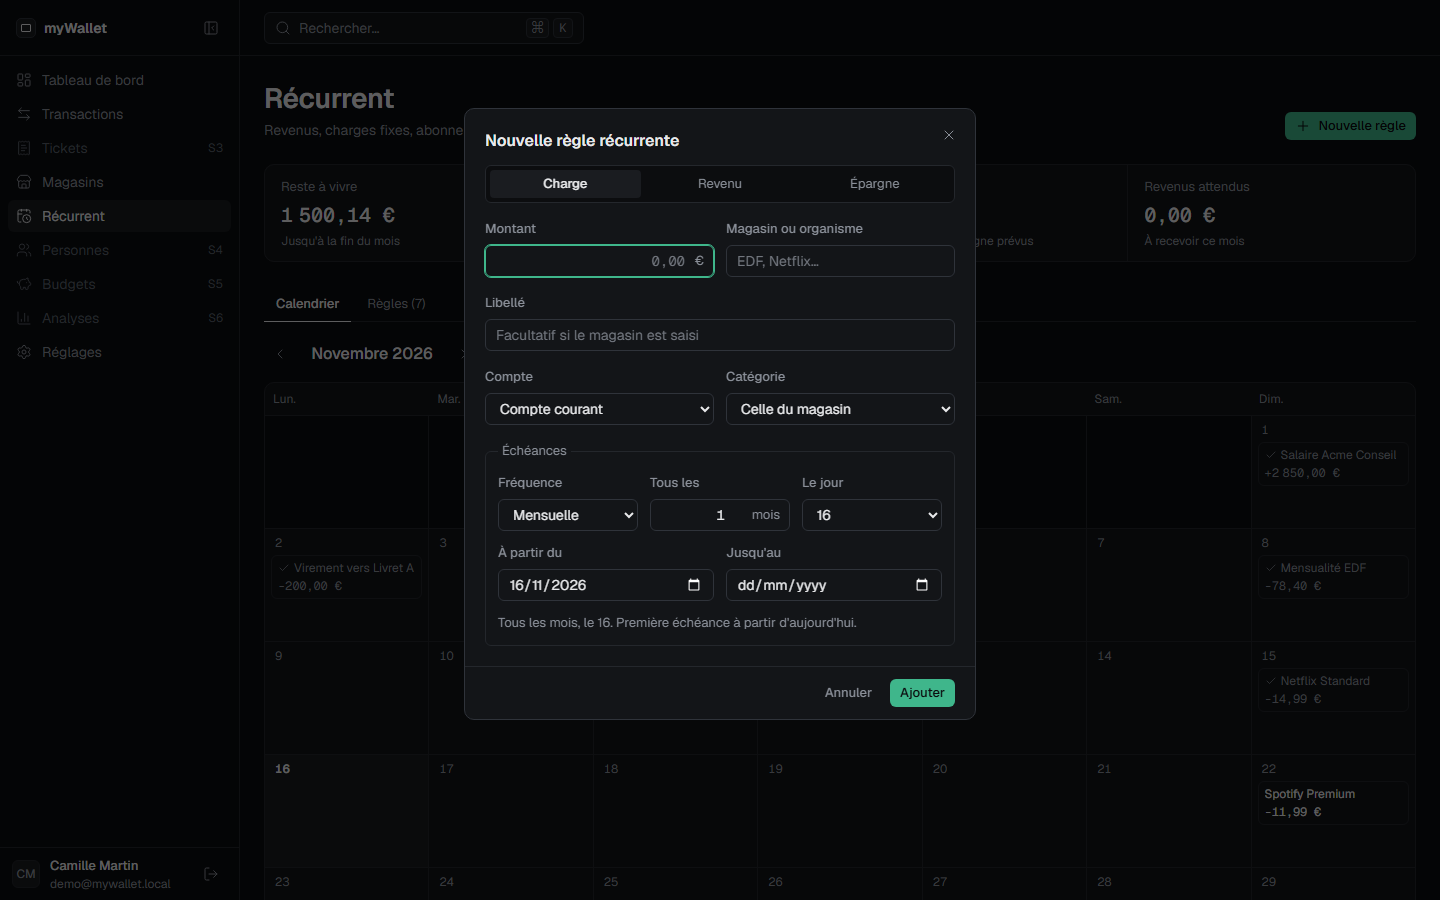 myWallet
Rechercher...
⌘ K
Tableau de bord
Transactions
Tickets S3
Magasins
Récurrent
Personnes S4
Budgets S5
Analyses S6
Réglages
CM
Camille Martin
demo@mywallet.local
Récurrent
Revenus, charges fixes, abonne
Nouvelle règle
Reste à vivre
1 500,14 €
Jusqu'à la fin du mois
gne prévus
Revenus attendus
0,00 €
À recevoir ce mois
Calendrier
Règles (7)
Novembre 2026
Lun. Mar. Sam. Dim.
1
Salaire Acme Conseil
+2 850,00 €
2 3 7 8
Virement vers Livret A
-200,00 €
Mensualité EDF
-78,40 €
9 10 14 15
Netflix Standard
-14,99 €
16 17 18 19 20 21 22
Spotify Premium
-11,99 €
23 24 25 26 27 28 29
Nouvelle règle récurrente
Charge Revenu Épargne
Montant Magasin ou organisme
0,00 € EDF, Netflix...
Libellé
Facultatif si le magasin est saisi
Compte Catégorie
Compte courant Celle du magasin
Échéances
Fréquence Tous les Le jour
Mensuelle 1 mois 16
À partir du Jusqu'au
16/11/2026 dd/mm/yyyy
Tous les mois, le 16. Première échéance à partir d'aujourd'hui.
Annuler Ajouter